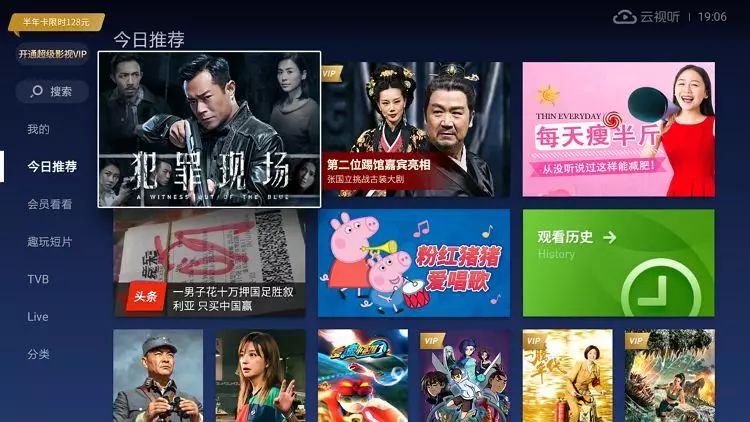 半年卡限时128元
开通超级影视VIP
搜索
我的
今日推荐
会员看看
趣玩短片
TVB
Live
分类
云视听
19:06
今日推荐
犯罪现场
A WITNESS OUT OF THE BLUE
VIP
第二位踢馆嘉宾亮相
张国立挑战古装大剧
THIN EVERYDAY
每天瘦半斤
从没听说过这样能减肥！
头条
一男子花十万押国足胜叙
利亚 只买中国赢
粉红猪猪
爱唱歌
观看历史
History
VIP
VIP
VIP